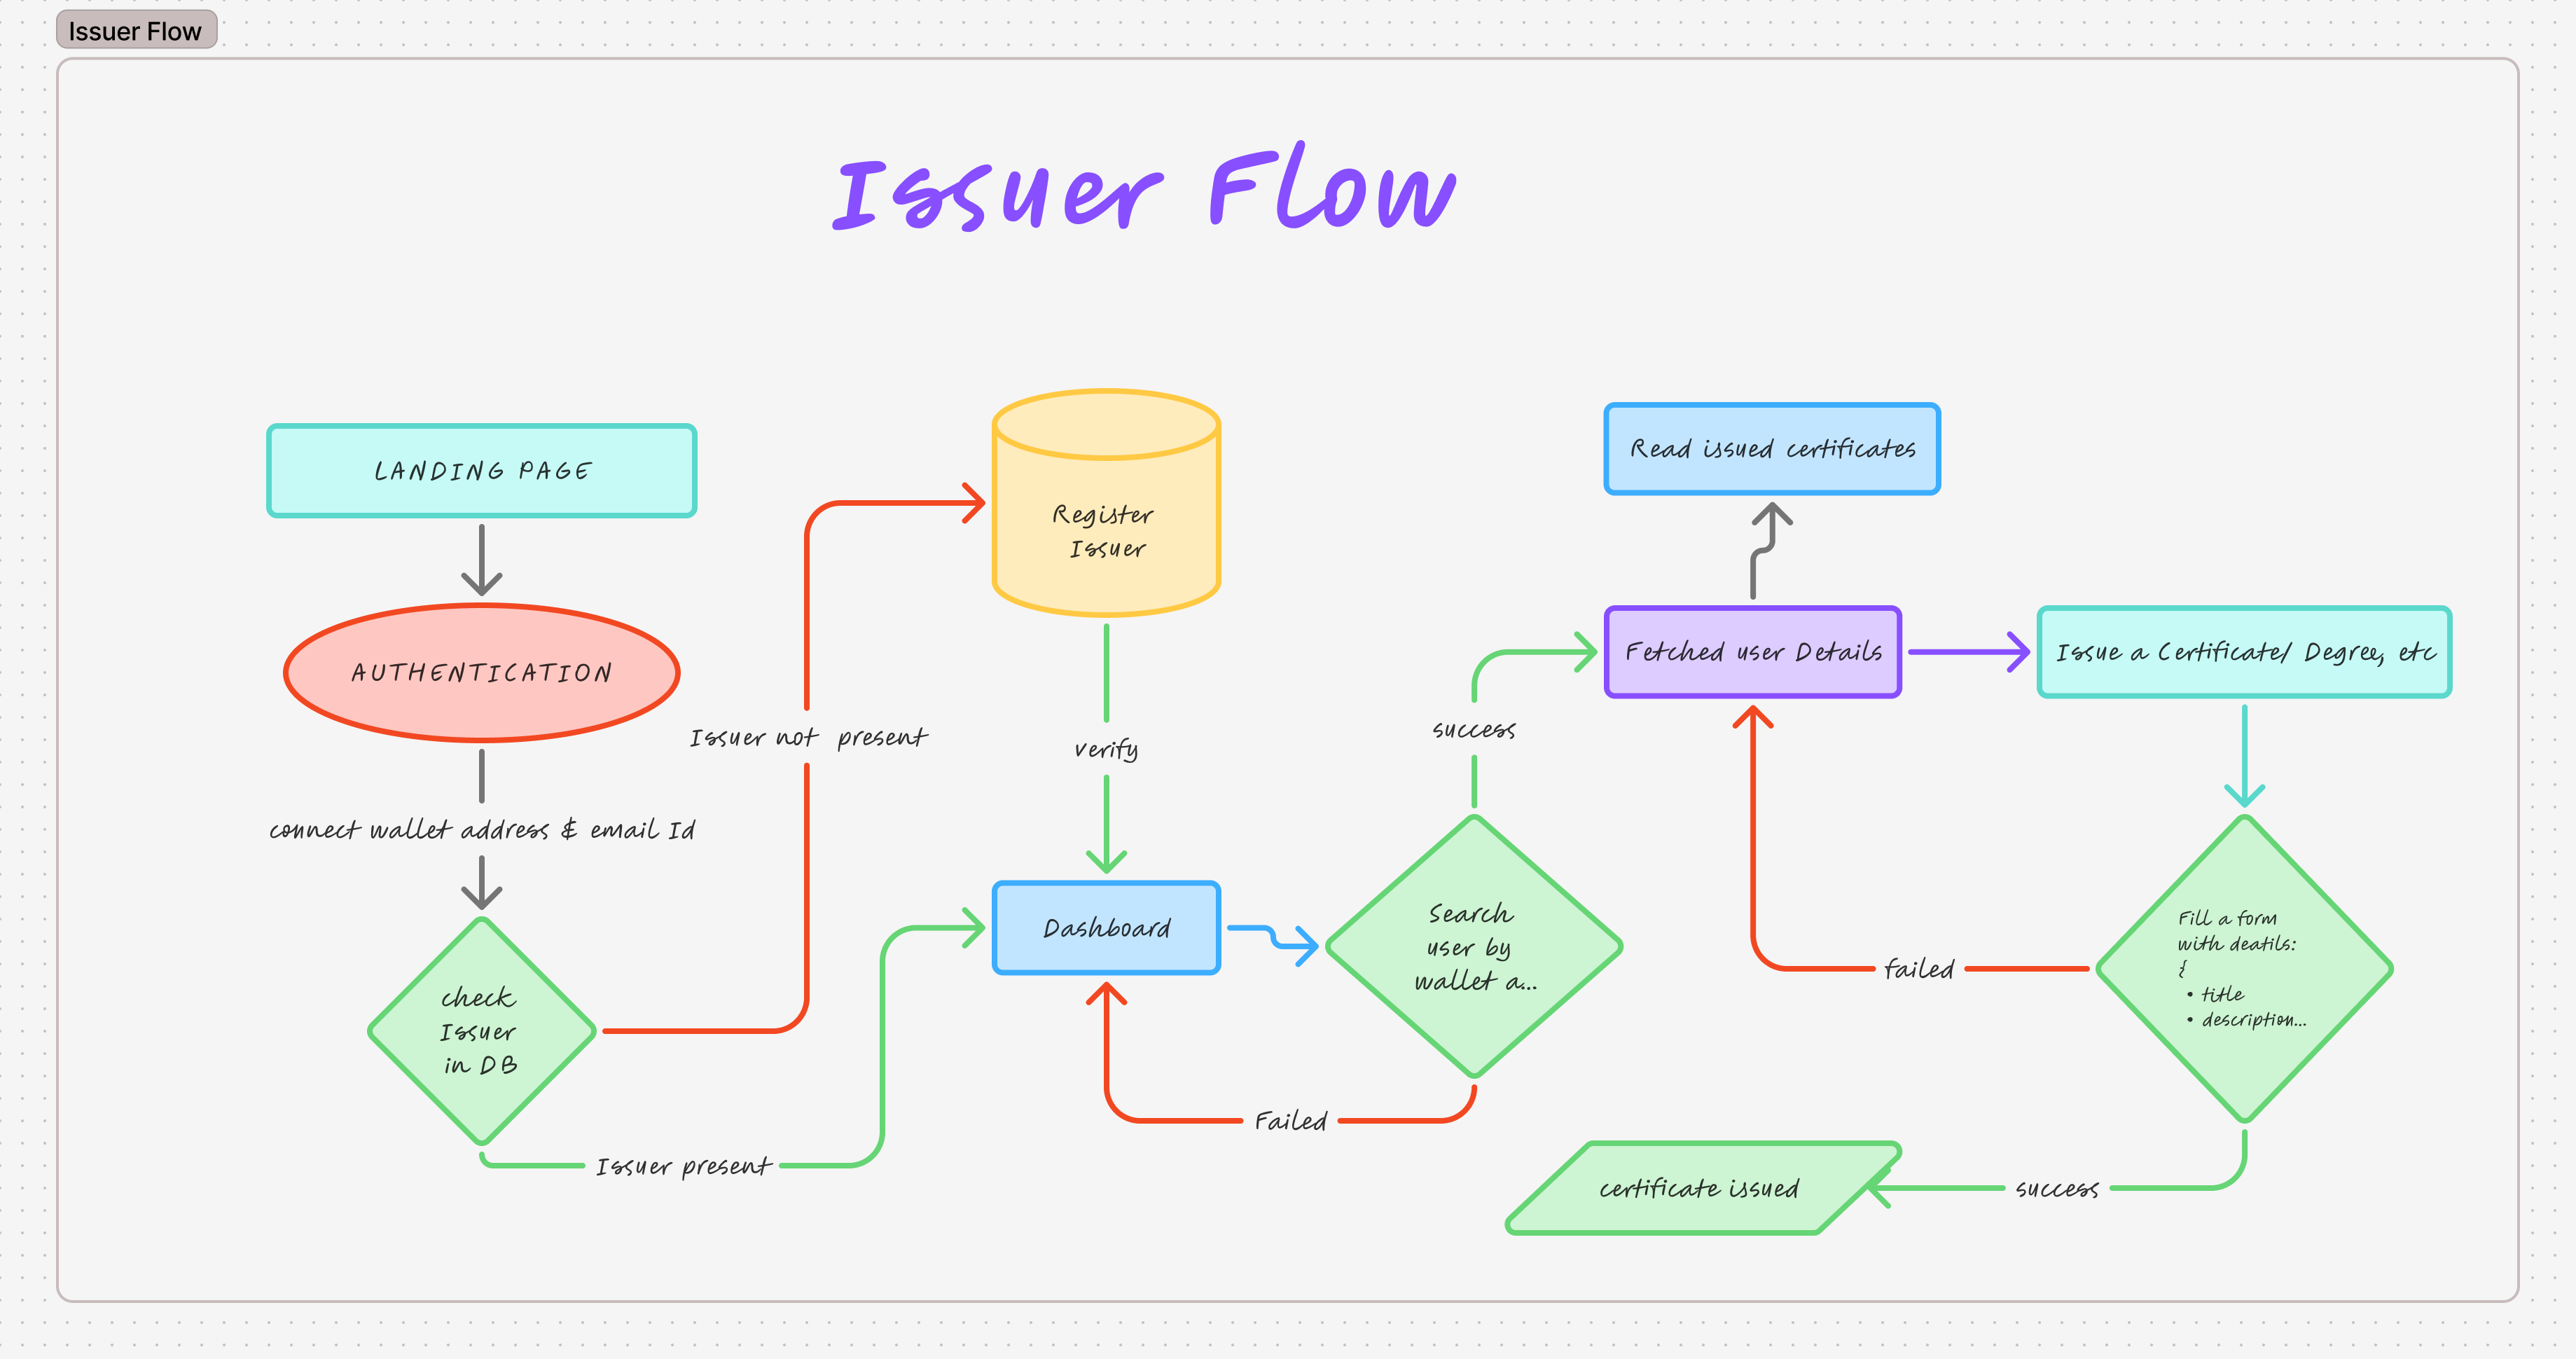 Issuer Flow
Issuer Flow
LANDING PAGE
AUTHENTICATION
connect wallet address & email Id
check
Issuer
in DB
Issuer not present
Issuer present
Register
Issuer
verify
Dashboard
Search
user by
wallet a...
success
Failed
Read issued certificates
Fetched user Details
Issue a Certificate/ Degree, etc
Fill a form
with deatils:
{
• title
• description...
failed
success
certificate issued